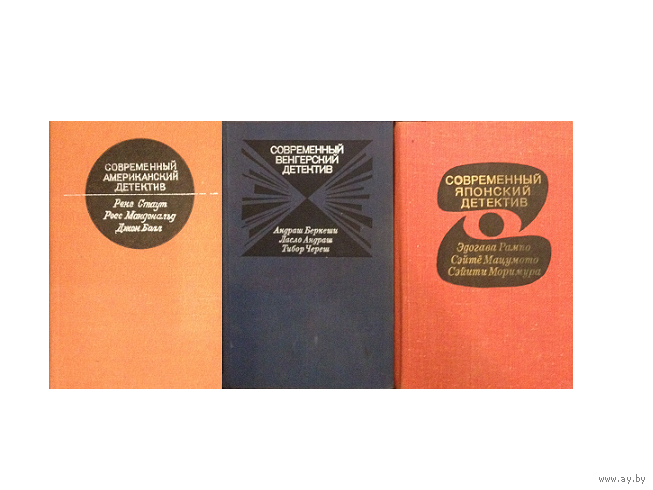 СОВРЕМЕННЫЙ
АМЕРИКАНСКИЙ
ДЕТЕКТИВ
Рекс Стаут
Росс Макдональд
Джон Болл
СОВРЕМЕННЫЙ
ВЕНГЕРСКИЙ
ДЕТЕКТИВ
Андраш Беркеши
Ласло Андраш
Тибор Череш
СОВРЕМЕННЫЙ
ЯПОНСКИЙ
ДЕТЕКТИВ
Эдогава Рампо
Сэйтё Мацумото
Сэйити Моримура
www.ay.by